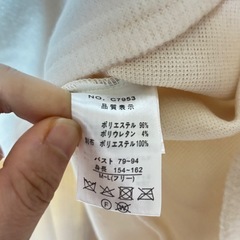 NO. C7953
品質表示
ポリエステル 96%
ポリウレタン 4%
別布 ポリエステル100%
バスト 79-94
身長 154-162
M-L(フリー)